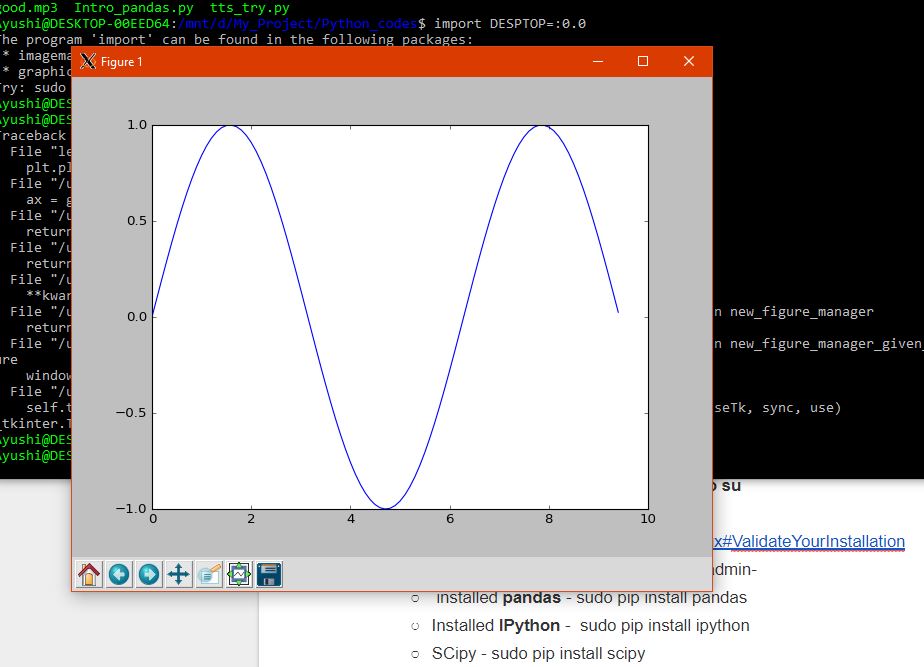 good.mp3  Intro_pandas.py  tts_try.py
Ayushi@DESKTOP-00EED64:/mnt/d/My_Project/Python_codes$ import DESPTOP=:0.0
The program 'import' can be found in the following packages:
* imagema
* graphic
Try: sudo
Ayushi@DES
Ayushi@DES
Traceback
File "le
plt.pl
File "/u
ax = g
File "/u
return
File "/u
return
File "/u
**kwar
File "/u n new_figure_manager
return
File "/u n new_figure_manager_given_
ure
window
File "/u
self.t seTk, sync, use)
_tkinter.T
Ayushi@DES
Ayushi@DES
Figure 1
1.0
0.5
0.0
−0.5
−1.0
0 2 4 6 8 10
o su
x#ValidateYourInstallation
dmin-
installed pandas - sudo pip install pandas
Installed IPython - sudo pip install ipython
SCipy - sudo pip install scipy